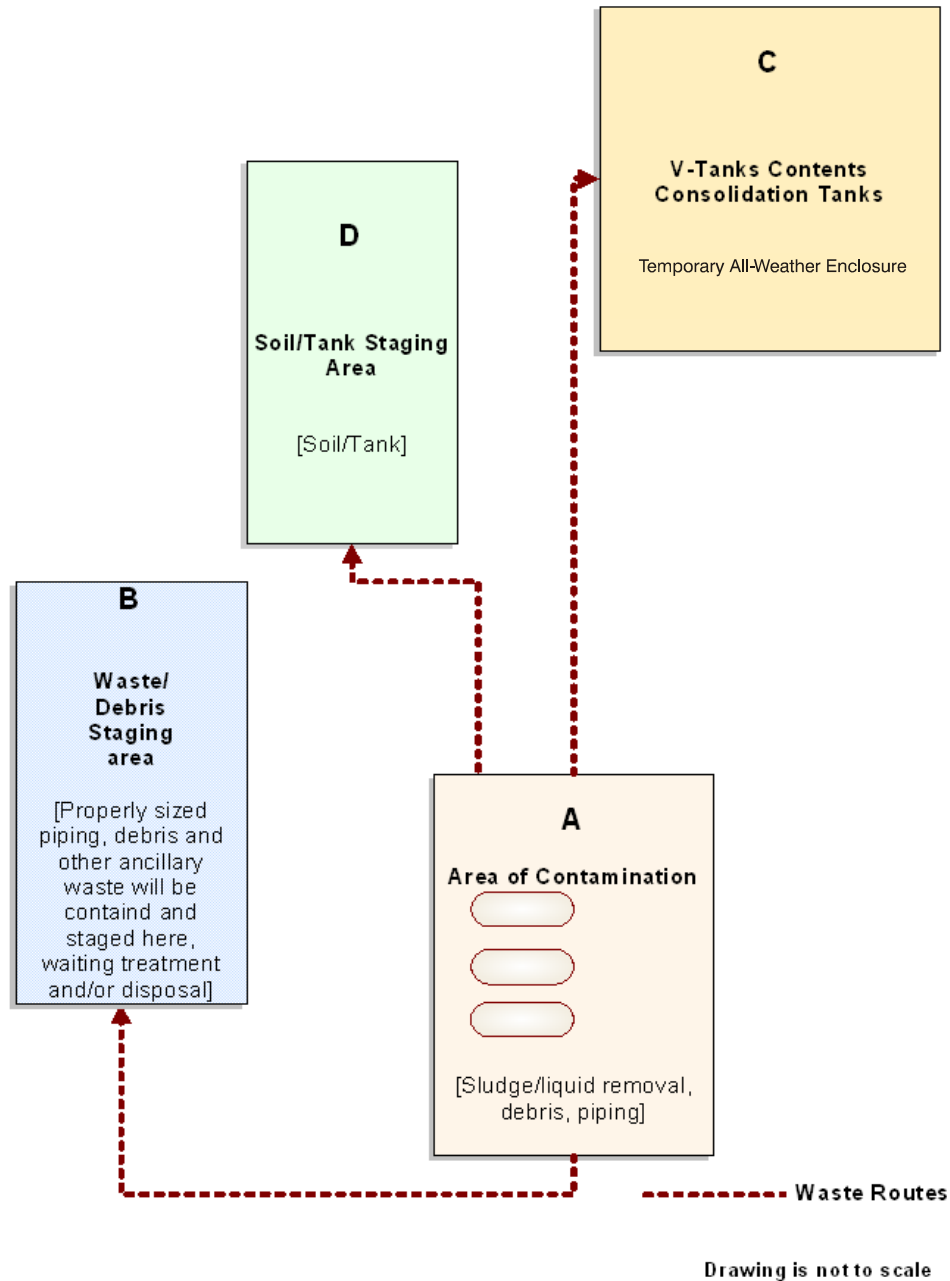 C
V-Tanks Contents
Consolidation Tanks
Temporary All-Weather Enclosure
D
Soil/Tank Staging
Area
[Soil/Tank]
B
Waste/
Debris
Staging
area
[Properly sized
piping, debris and
other ancillary
waste will be
containd and
staged here,
waiting treatment
and/or disposal]
A
Area of Contamination
[Sludge/liquid removal,
debris, piping]
Waste Routes
Drawing is not to scale